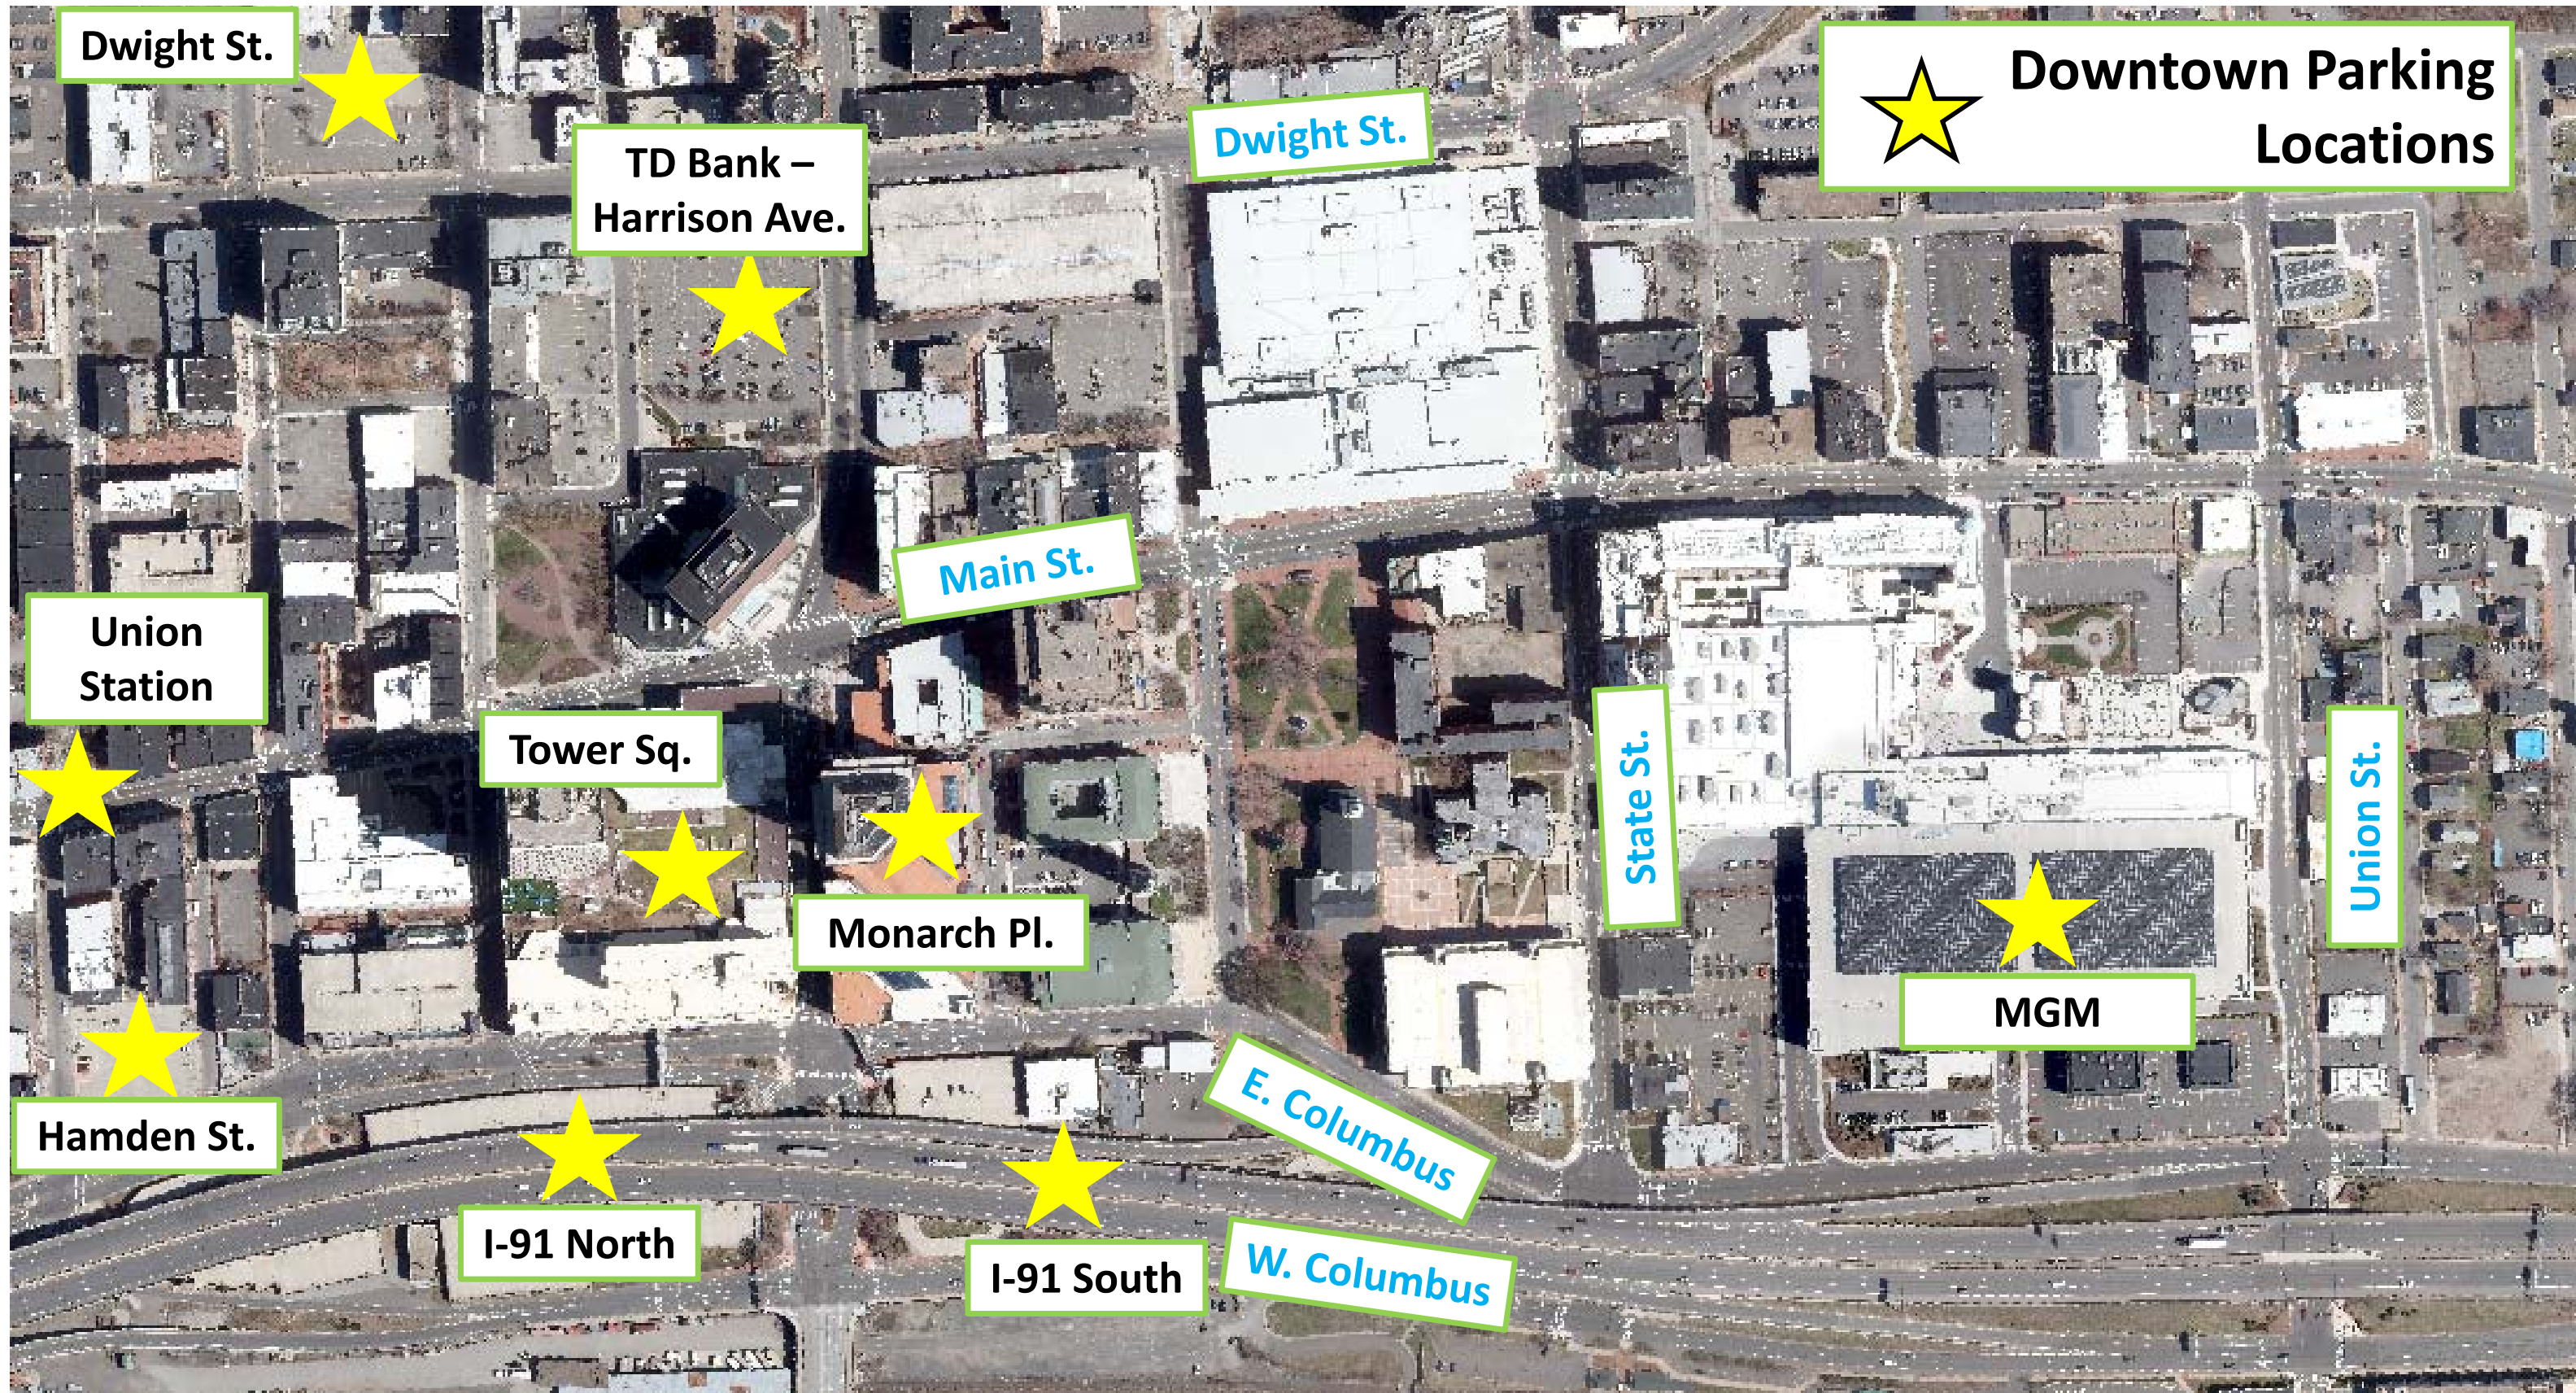 Dwight St.
Downtown Parking
Locations
Dwight St.
TD Bank –
Harrison Ave.
Main St.
Union
Station
Tower Sq.
State St.
Union St.
Monarch Pl.
MGM
Hamden St.
E. Columbus
I-91 North
I-91 South
W. Columbus